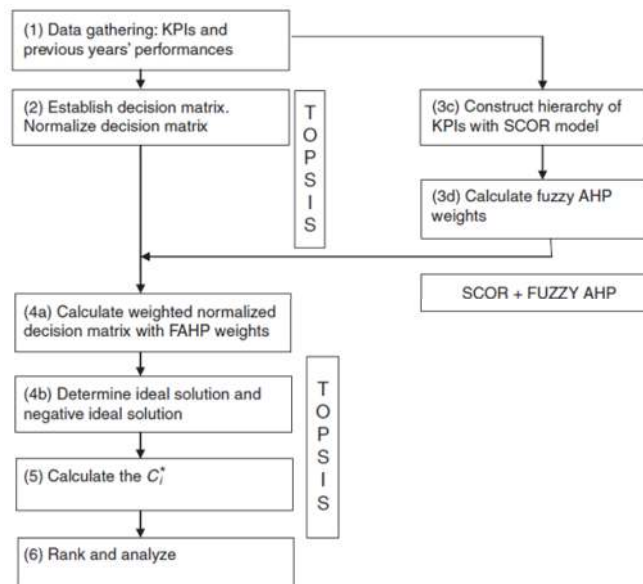 (1) Data gathering: KPIs and
previous years' performances
(2) Establish decision matrix.
Normalize decision matrix
TOPSIS
(3c) Construct hierarchy of
KPIs with SCOR model
(3d) Calculate fuzzy AHP
weights
SCOR + FUZZY AHP
(4a) Calculate weighted normalized
decision matrix with FAHP weights
(4b) Determine ideal solution and
negative ideal solution
TOPSIS
(5) Calculate the C*i
(6) Rank and analyze